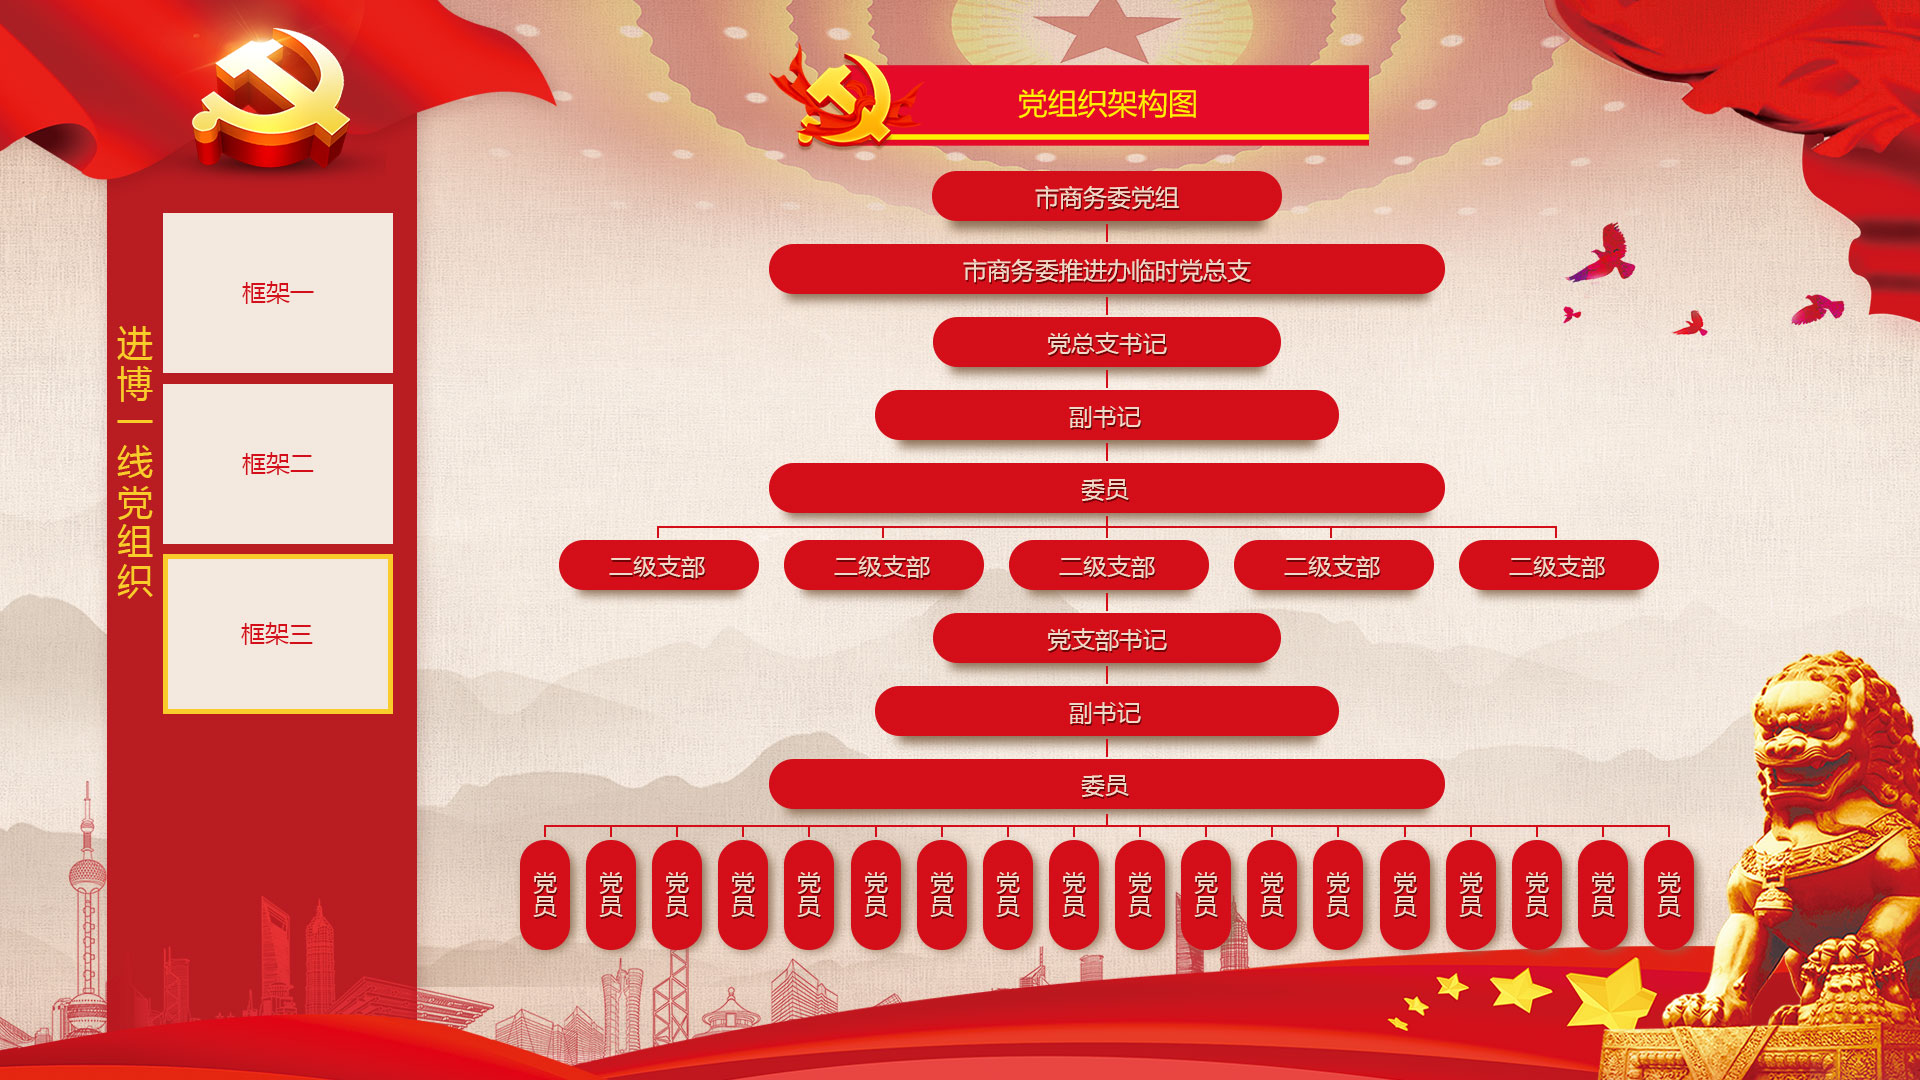 党组织架构图
进博一线党组织
框架一
框架二
框架三
市商务委党组
市商务委推进办临时党总支
党总支书记
副书记
委员
二级支部 二级支部 二级支部 二级支部 二级支部
党支部书记
副书记
委员
党员 党员 党员 党员 党员 党员 党员 党员 党员 党员 党员 党员 党员 党员 党员 党员 党员 党员